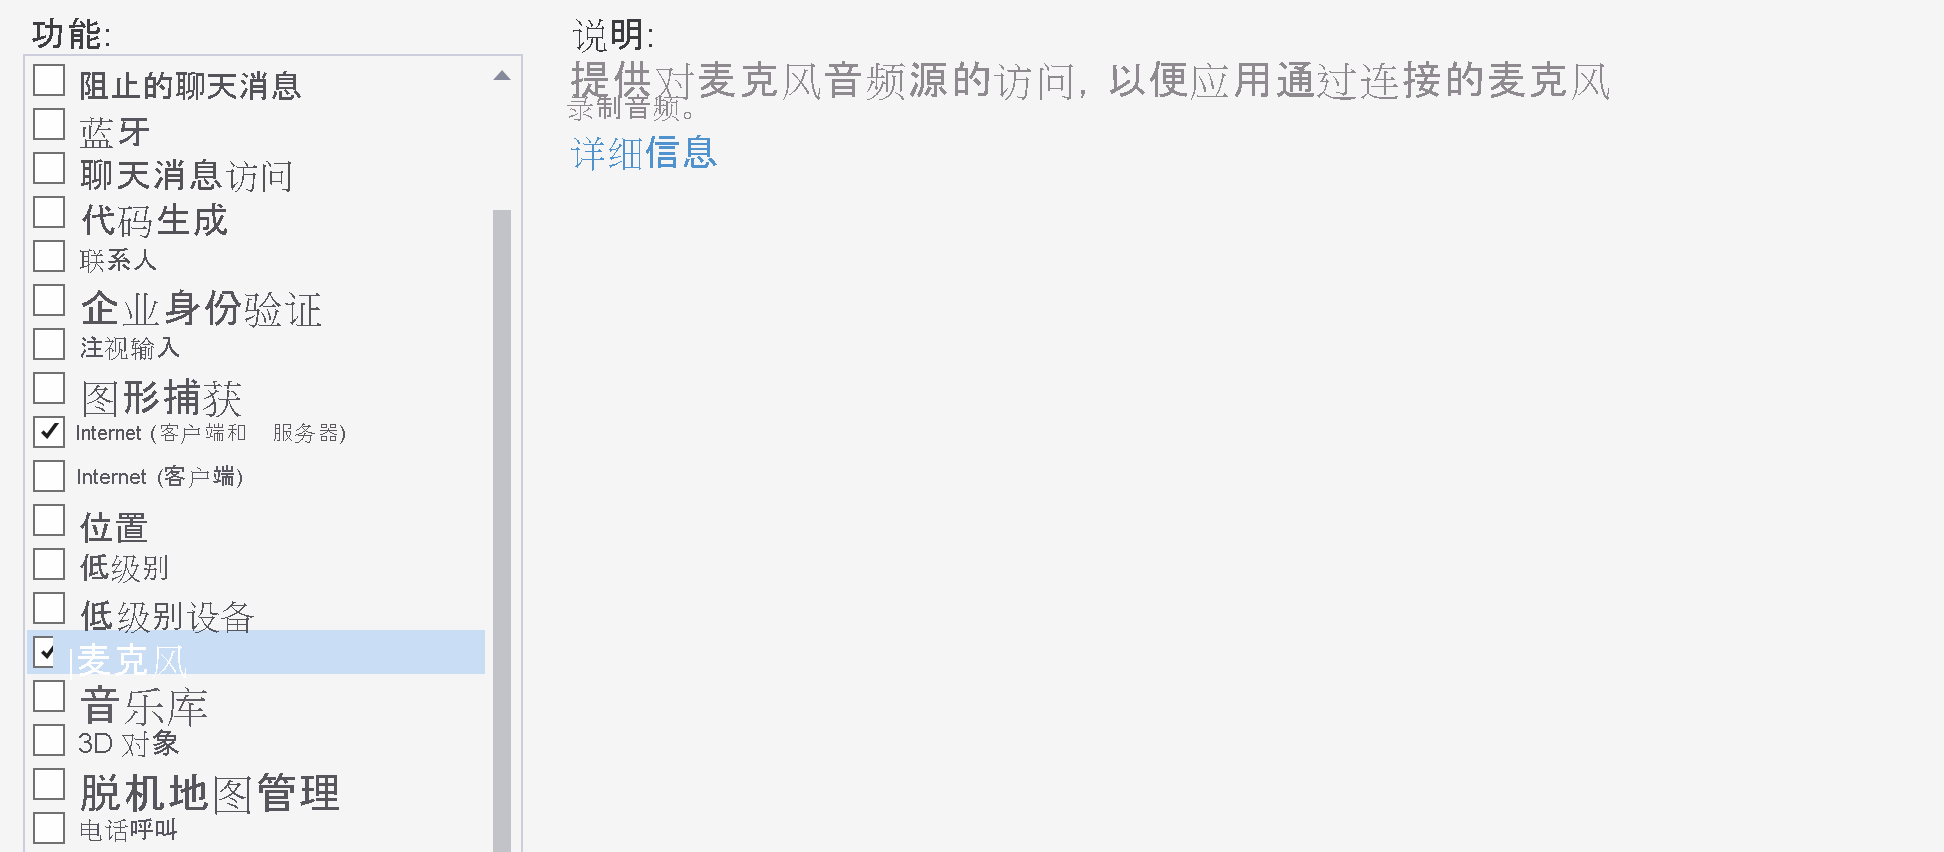 功能:
阻止的聊天消息
蓝牙
聊天消息访问
代码生成
联系人
企业身份验证
注视输入
图形捕获
Internet (客户端和 服务器)
Internet (客户端)
位置
低级别
低级别设备
麦克风
音乐库
3D 对象
脱机地图管理
电话呼叫
说明:
提供对麦克风音频源的访问, 以便应用通过连接的麦克风
录制音频。
详细信息